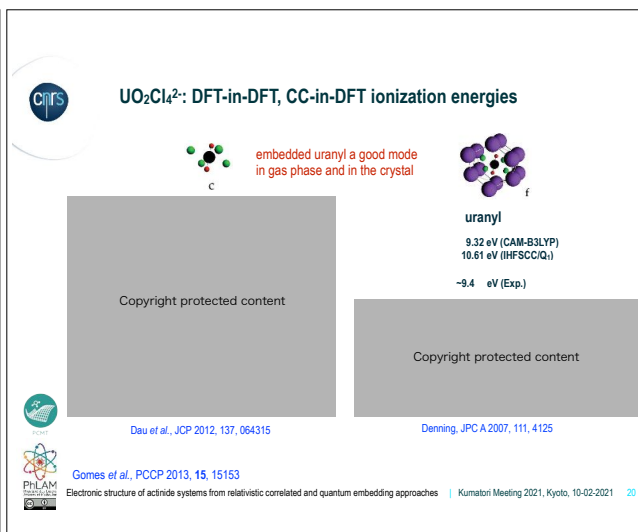 cnrs
UO₂Cl₄²⁻: DFT-in-DFT, CC-in-DFT ionization energies
embedded uranyl a good mode
in gas phase and in the crystal
c
f
uranyl
9.32 eV (CAM-B3LYP)
10.61 eV (IHFSCC/Q₁)
~9.4 eV (Exp.)
Copyright protected content
Copyright protected content
Dau et al., JCP 2012, 137, 064315
Denning, JPC A 2007, 111, 4125
PCMT
PhLAM
Gomes et al., PCCP 2013, 15, 15153
Electronic structure of actinide systems from relativistic correlated and quantum embedding approaches | Kumatori Meeting 2021, Kyoto, 10-02-2021 20